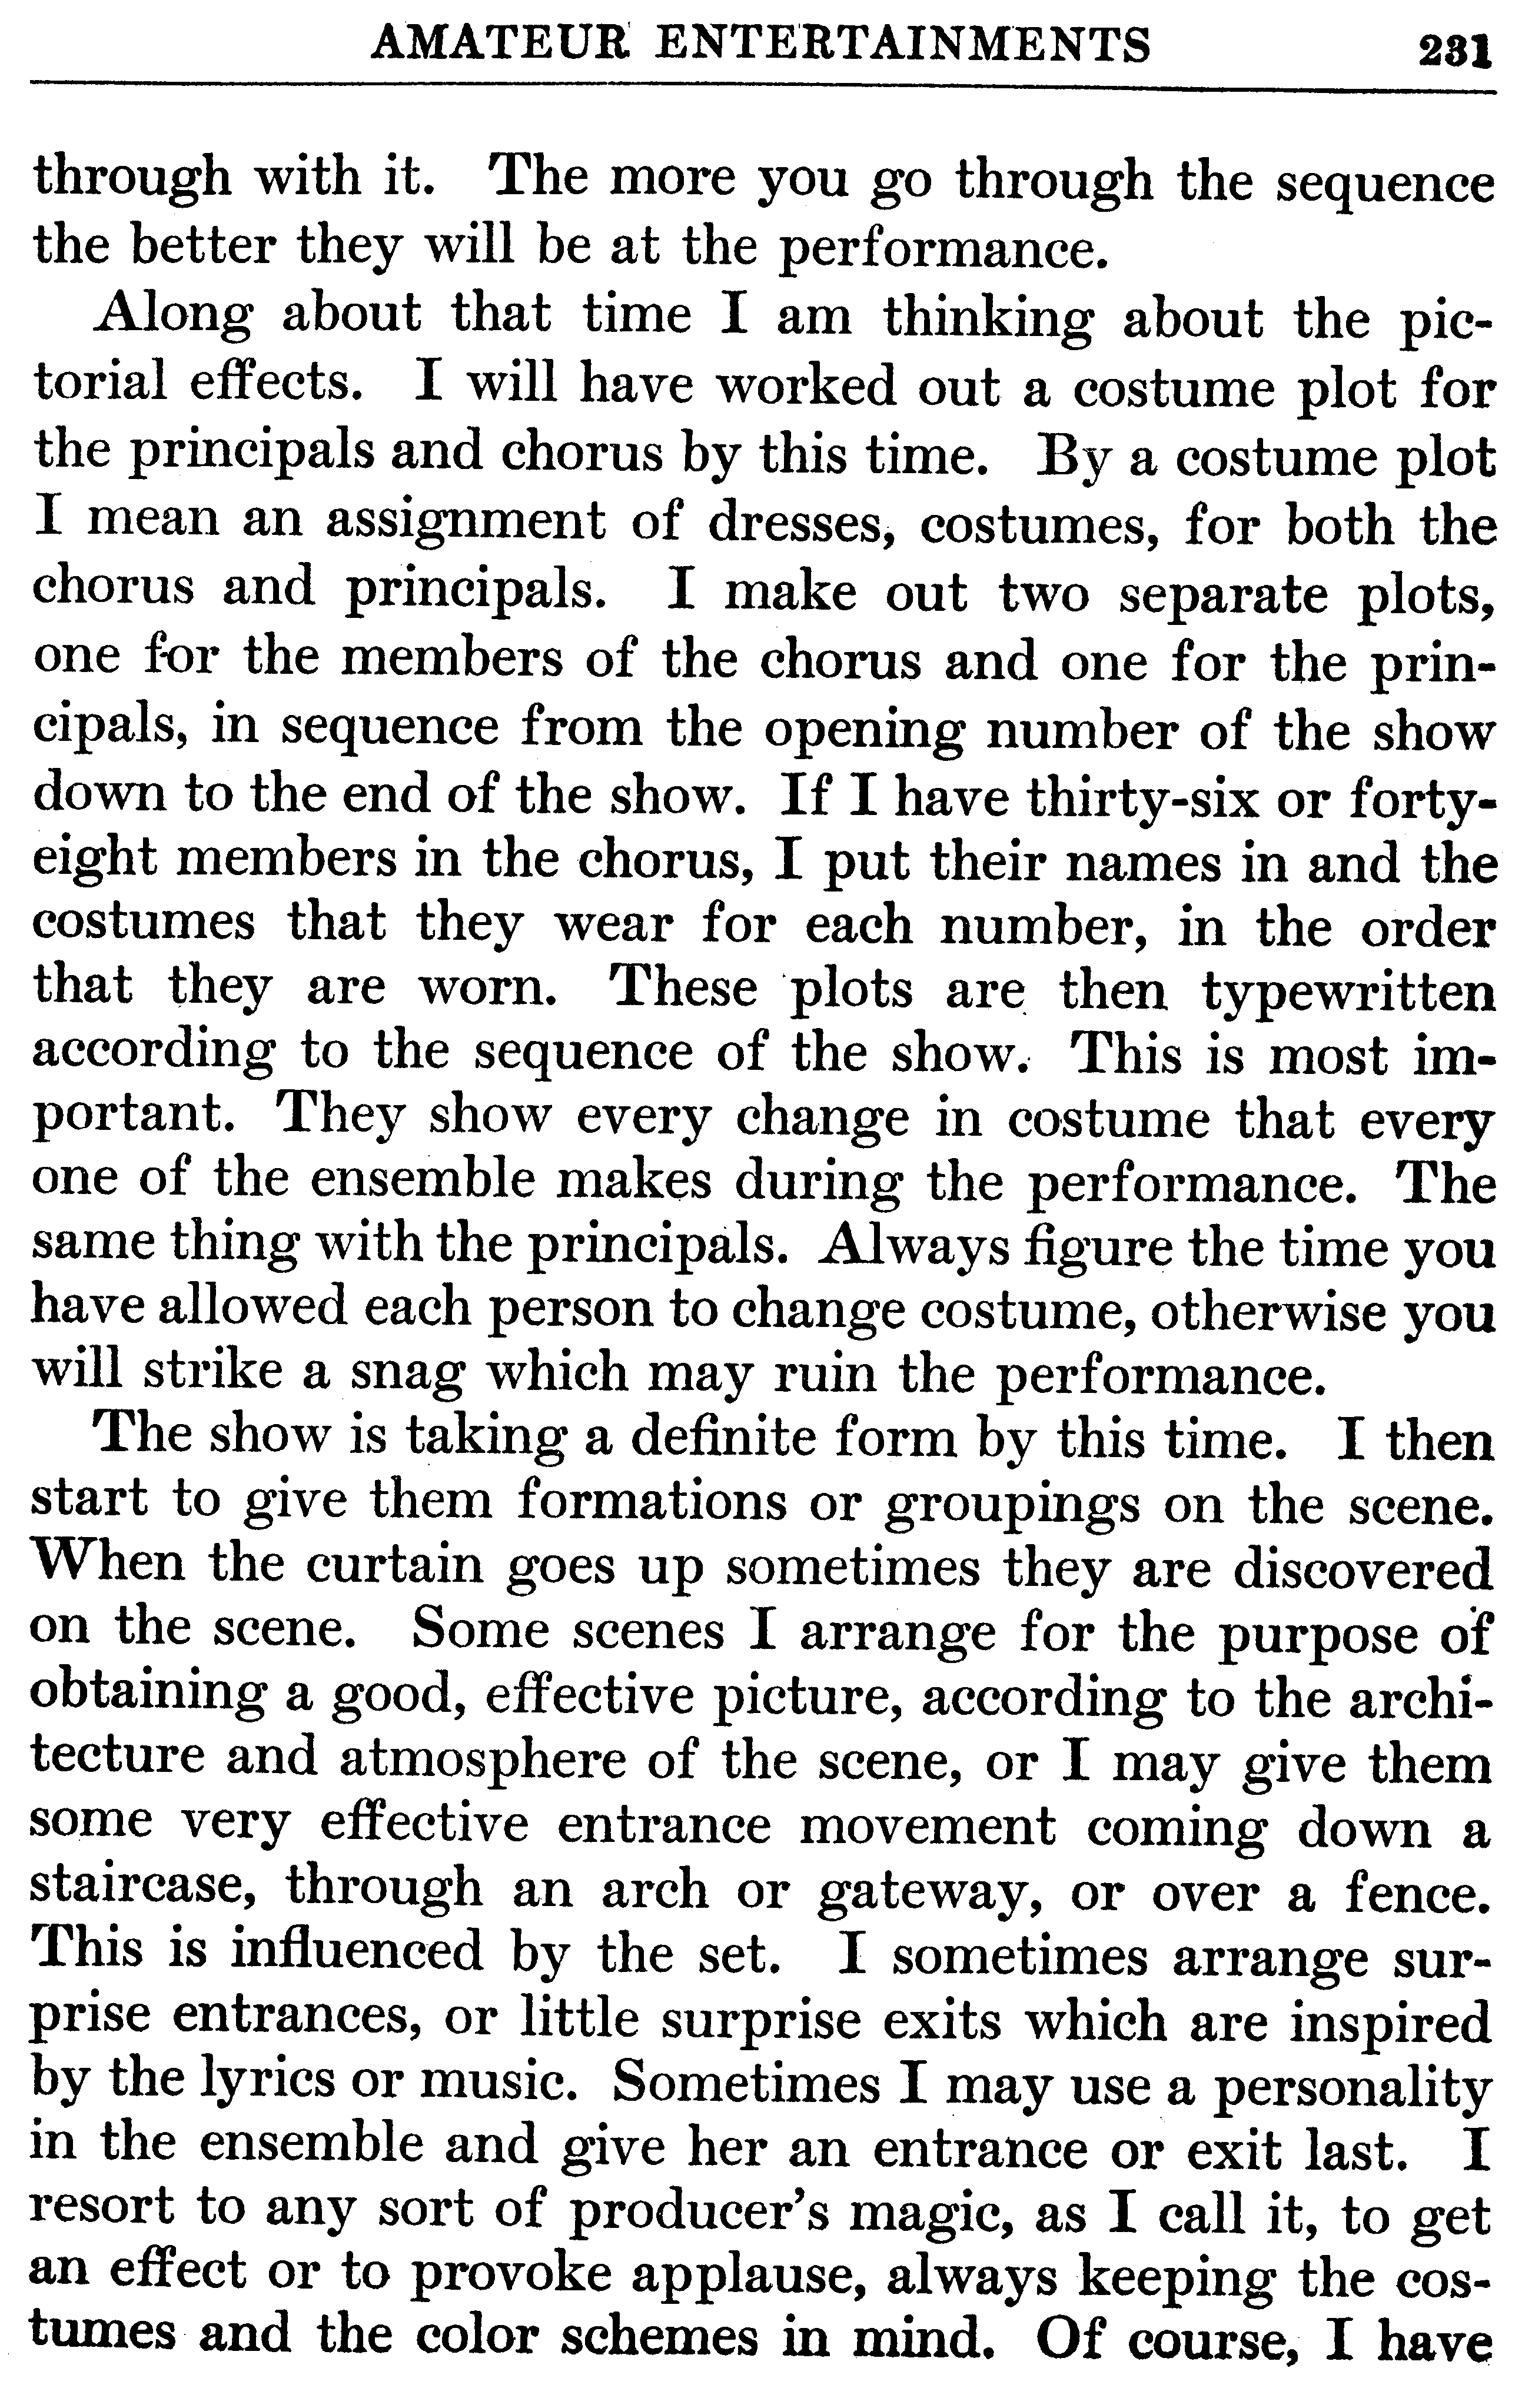 AMATEUR ENTERTAINMENTS 231
through with it. The more you go through the sequence
the better they will be at the performance.
Along about that time I am thinking about the pic-
torial effects. I will have worked out a costume plot for
the principals and chorus by this time. By a costume plot
I mean an assignment of dresses, costumes, for both the
chorus and principals. I make out two separate plots,
one for the members of the chorus and one for the prin-
cipals, in sequence from the opening number of the show
down to the end of the show. If I have thirty-six or forty-
eight members in the chorus, I put their names in and the
costumes that they wear for each number, in the order
that they are worn. These plots are then typewritten
according to the sequence of the show. This is most im-
portant. They show every change in costume that every
one of the ensemble makes during the performance. The
same thing with the principals. Always figure the time you
have allowed each person to change costume, otherwise you
will strike a snag which may ruin the performance.
The show is taking a definite form by this time. I then
start to give them formations or groupings on the scene.
When the curtain goes up sometimes they are discovered
on the scene. Some scenes I arrange for the purpose of
obtaining a good, effective picture, according to the archi-
tecture and atmosphere of the scene, or I may give them
some very effective entrance movement coming down a
staircase, through an arch or gateway, or over a fence.
This is influenced by the set. I sometimes arrange sur-
prise entrances, or little surprise exits which are inspired
by the lyrics or music. Sometimes I may use a personality
in the ensemble and give her an entrance or exit last. I
resort to any sort of producer's magic, as I call it, to get
an effect or to provoke applause, always keeping the cos-
tumes and the color schemes in mind. Of course, I have